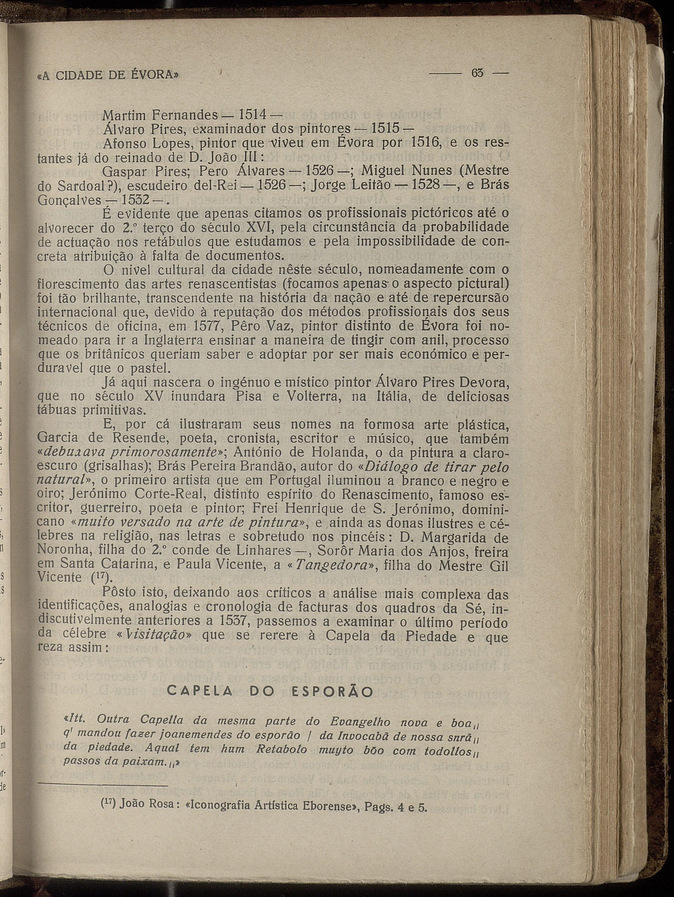 «A CIDADE DE ÉVORA» —— 63 —
Martim Fernandes — 1514 —
Álvaro Pires, examinador dos pintores — 1515 —
Afonso Lopes, pintor que viveu em Évora por 1516, e os res-
tantes já do reinado de D. João III :
Gaspar Pires; Pero Álvares — 1526 —; Miguel Nunes (Mestre
do Sardoal ?), escudeiro del-Rei — 1526 —; Jorge Leitão — 1528 —, e Brás
Gonçalves — 1532 —.
É evidente que apenas citamos os profissionais pictóricos até o
alvorecer do 2.º terço do século XVI, pela circunstância da probabilidade
de actuação nos retábulos que estudamos e pela impossibilidade de con-
creta atribuição à falta de documentos.
O nivel cultural da cidade nêste século, nomeadamente com o
florescimento das artes renascentistas (focamos apenas o aspecto pictural)
foi tão brilhante, transcendente na história da nação e até de repercursão
internacional que, devido à reputação dos métodos profissionais dos seus
técnicos de oficina, em 1577, Pêro Vaz, pintor distinto de Évora foi no-
meado para ir a Inglaterra ensinar a maneira de tingir com anil, processo
que os britânicos queriam saber e adoptar por ser mais económico e per-
duravel que o pastel.
Já aqui nascera o ingénuo e místico pintor Álvaro Pires Devora,
que no século XV inundara Pisa e Volterra, na Itália, de deliciosas
tábuas primitivas.
E, por cá ilustraram seus nomes na formosa arte plástica,
Garcia de Resende, poeta, cronista, escritor e músico, que também
«debuxava primorosamente»; António de Holanda, o da pintura a claro-
escuro (grisalhas); Brás Pereira Brandão, autor do «Diálogo de tirar pelo
natural», o primeiro artista que em Portugal iluminou a branco e negro e
oiro; Jerónimo Corte-Real, distinto espírito do Renascimento, famoso es-
critor, guerreiro, poeta e pintor; Frei Henrique de S. Jerónimo, domini-
cano «muito versado na arte de pintura», e ainda as donas ilustres e cé-
lebres na religião, nas letras e sobretudo nos pincéis : D. Margarida de
Noronha, filha do 2.º conde de Linhares —, Sorôr Maria dos Anjos, freira
em Santa Catarina, e Paula Vicente, a «Tangedora», filha do Mestre Gil
Vicente (17).
Pôsto isto, deixando aos críticos a análise mais complexa das
identificações, analogias e cronologia de facturas dos quadros da Sé, in-
discutivelmente anteriores a 1537, passemos a examinar o último período
da célebre «Visitação» que se rerere à Capela da Piedade e que
reza assim :
CAPELA DO ESPORÃO
«Itt. Outra Capella da mesma parte do Evangelho nova e boa,,
q' mandou fazer joanemendes do esporão / da Invocabã de nossa snrã,,
da piedade. Aqual tem hum Retabolo muyto bõo com todollos,,
passos da paixam.,,»
(17) João Rosa : «Iconografia Artística Eborense», Pags. 4 e 5.